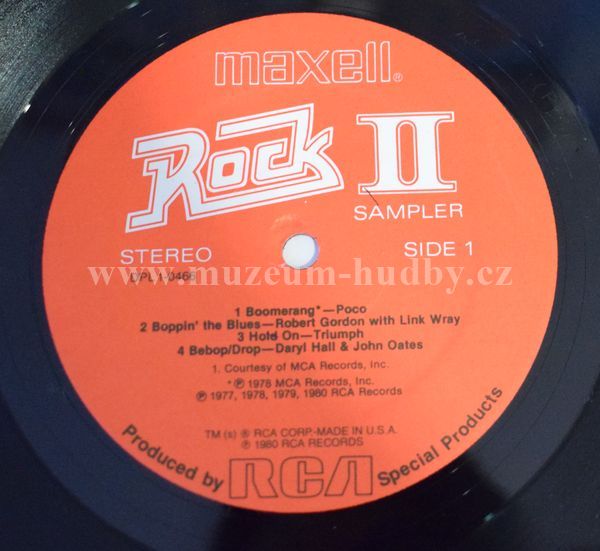 maxell®
Rock II
SAMPLER
STEREO
SIDE 1
DPL1-0466
www.muzeum-hudby.cz
1 Boomerang*—Poco
2 Boppin' the Blues—Robert Gordon with Link Wray
3 Hold On—Triumph
4 Bebop/Drop—Daryl Hall & John Oates
1. Courtesy of MCA Records, Inc.
*℗ 1978 MCA Records, Inc.
℗ 1977, 1978, 1979, 1980 RCA Records
TM (s) ® RCA CORP.-MADE IN U.S.A.
℗ 1980 RCA RECORDS
Produced by RCA Special Products